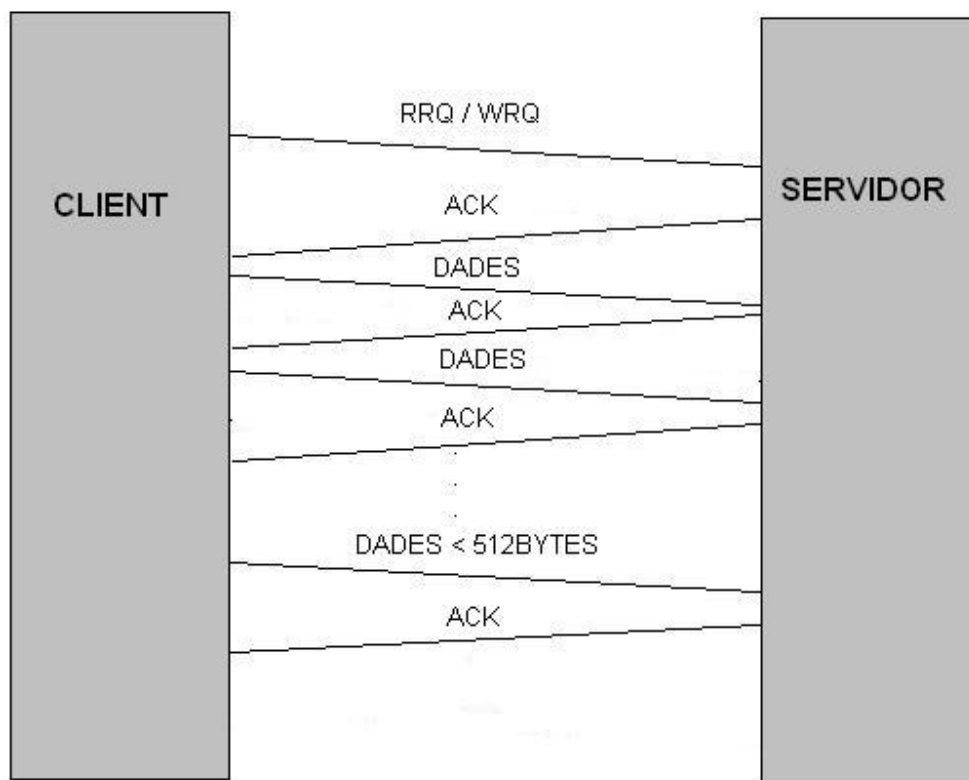 RRQ / WRQ
CLIENT
SERVIDOR
ACK
DADES
ACK
DADES
ACK
DADES < 512BYTES
ACK